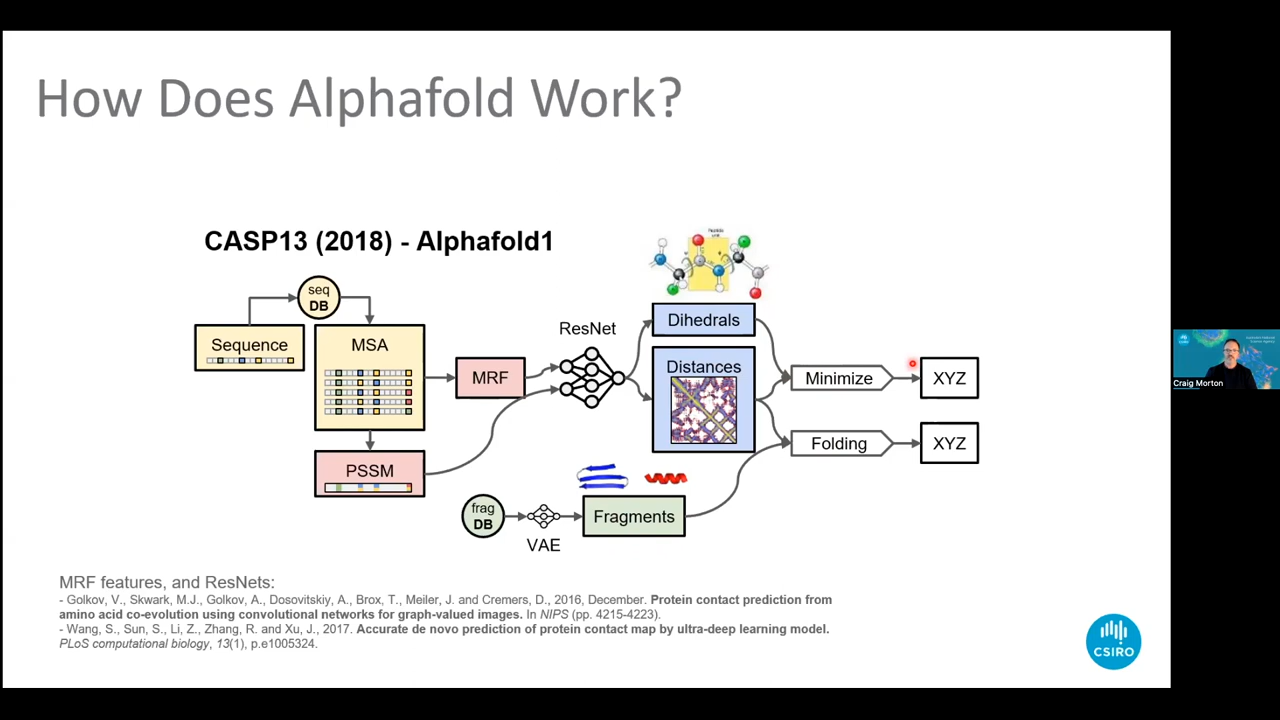 How Does Alphafold Work?
CASP13 (2018) - Alphafold1
seq
DB
Sequence
MSA
ResNet
Dihedrals
Distances
MRF
Minimize
XYZ
PSSM
Folding
XYZ
frag
DB
VAE
Fragments
MRF features, and ResNets:
- Golkov, V., Skwark, M.J., Golkov, A., Dosovitskiy, A., Brox, T., Meiler, J. and Cremers, D., 2016, December. Protein contact prediction from
amino acid co-evolution using convolutional networks for graph-valued images. In NIPS (pp. 4215-4223).
- Wang, S., Sun, S., Li, Z., Zhang, R. and Xu, J., 2017. Accurate de novo prediction of protein contact map by ultra-deep learning model.
PLoS computational biology, 13(1), p.e1005324.
CSIRO
Craig Morton